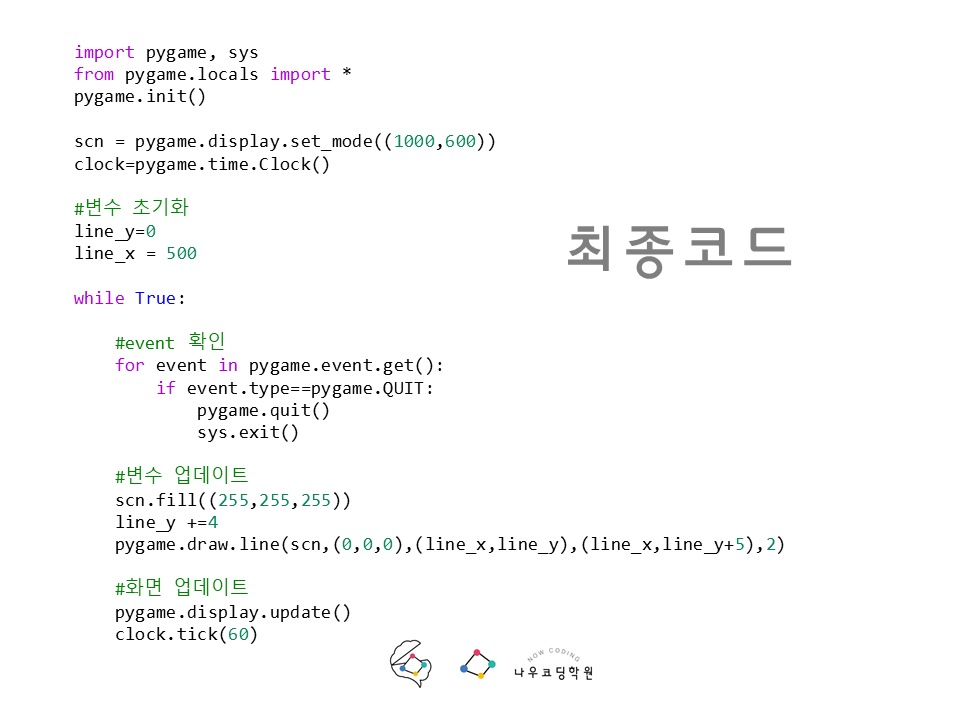 import pygame, sys
from pygame.locals import *
pygame.init()
scn = pygame.display.set_mode((1000,600))
clock=pygame.time.Clock()
#변수 초기화
line_y=0
line_x = 500
최종코드
while True:
    #event 확인
    for event in pygame.event.get():
        if event.type==pygame.QUIT:
            pygame.quit()
            sys.exit()
    #변수 업데이트
    scn.fill((255,255,255))
    line_y +=4
    pygame.draw.line(scn,(0,0,0),(line_x,line_y),(line_x,line_y+5),2)
    #화면 업데이트
    pygame.display.update()
    clock.tick(60)
NOW CODING
나우코딩학원